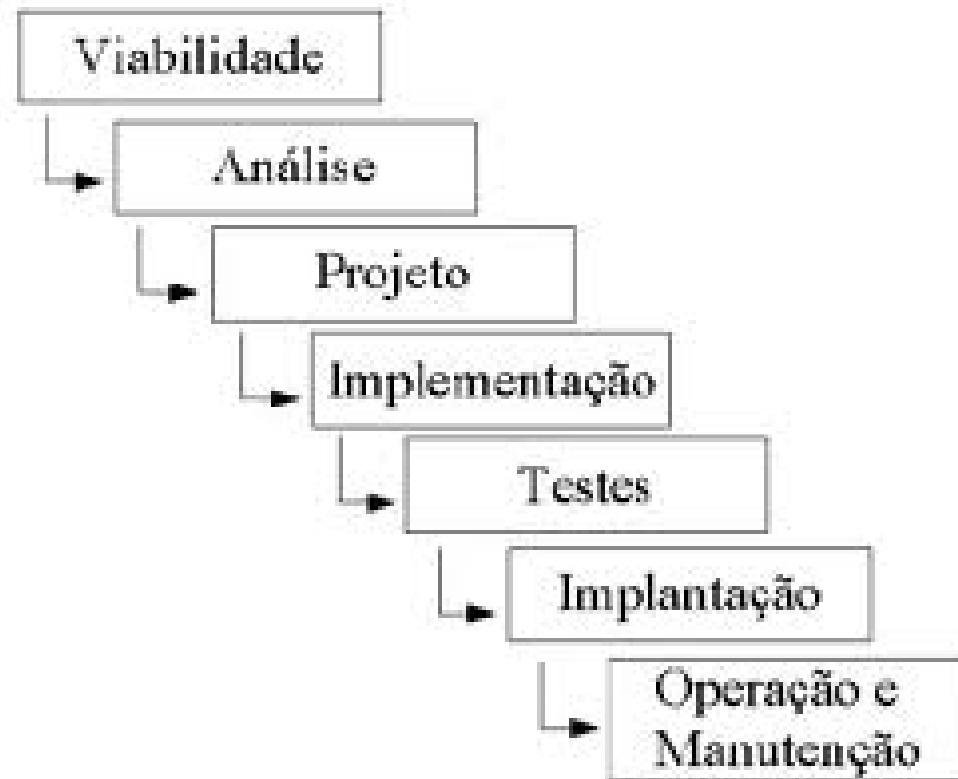 Viabilidade
Análise
Projeto
Implementação
Testes
Implantação
Operação e
Manutenção